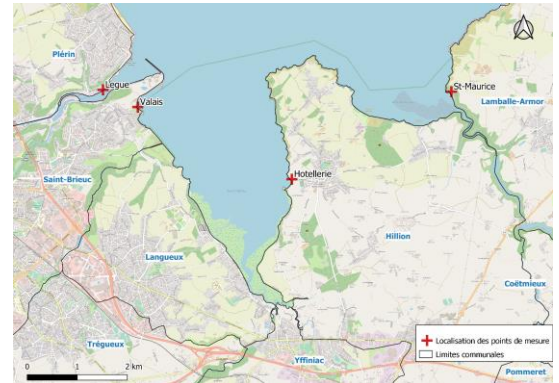 Plérin
Légué
Valais
St-Maurice
Lamballe-Armor
Saint-Brieuc
Hotellerie
Hillion
Langueux
Coëtmieux
Trégueux
Yffiniac
Pommeret
Localisation des points de mesure
Limites communales
0 1 2 km